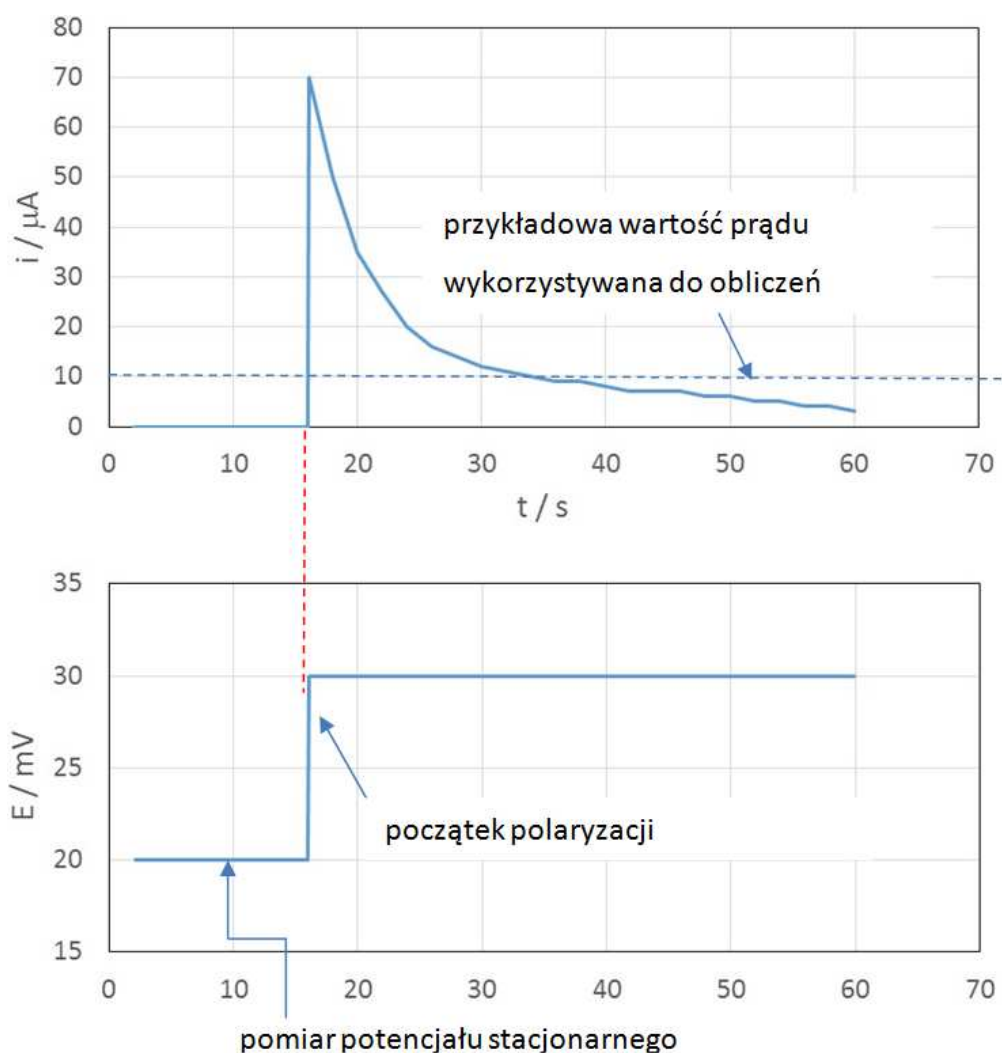 80
70
60
50
40
30
20
10
0
i / μA
przykładowa wartość prądu
wykorzystywana do obliczeń
0 10 20 30 40 50 60 70
t / s
35
30
25
20
15
E / mV
początek polaryzacji
0 10 20 30 40 50 60 70
pomiar potencjału stacjonarnego